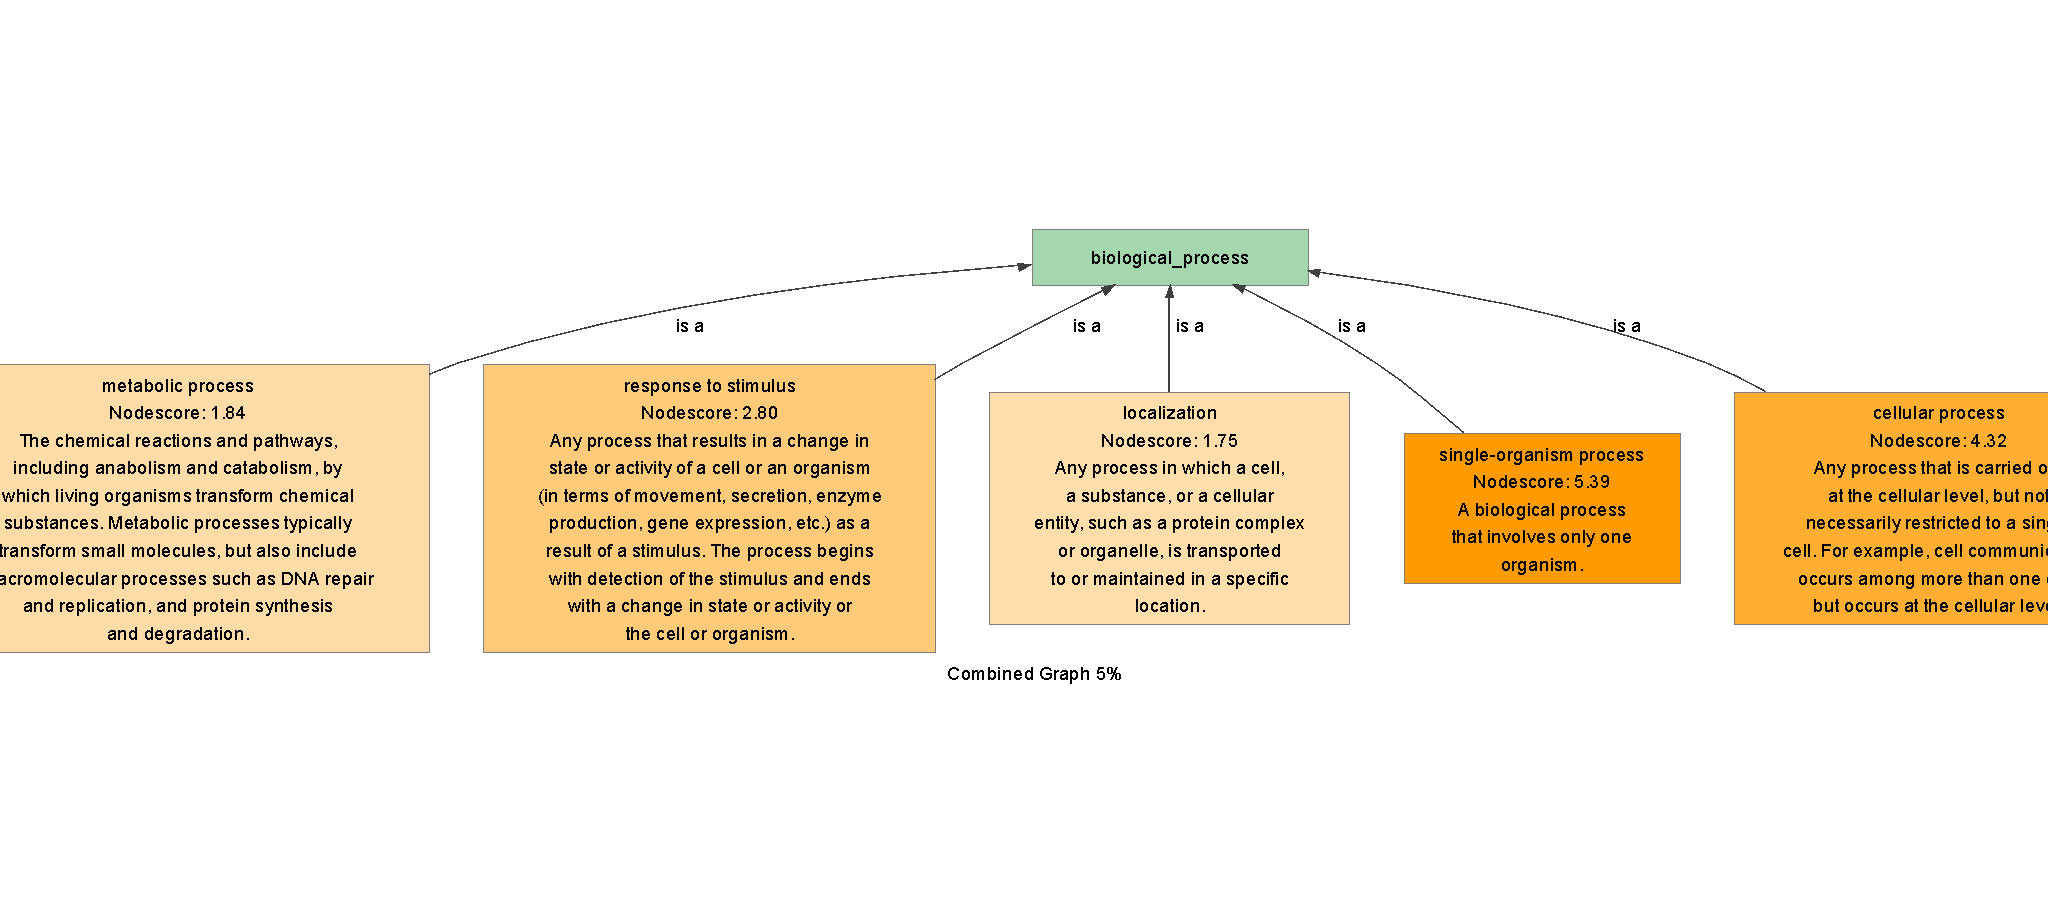 biological_process
is a
is a
is a
is a
is a
metabolic process
Nodescore: 1.84
The chemical reactions and pathways,
including anabolism and catabolism, by
which living organisms transform chemical
substances. Metabolic processes typically
transform small molecules, but also include
acromolecular processes such as DNA repair
and replication, and protein synthesis
and degradation.
response to stimulus
Nodescore: 2.80
Any process that results in a change in
state or activity of a cell or an organism
(in terms of movement, secretion, enzyme
production, gene expression, etc.) as a
result of a stimulus. The process begins
with detection of the stimulus and ends
with a change in state or activity or
the cell or organism.
localization
Nodescore: 1.75
Any process in which a cell,
a substance, or a cellular
entity, such as a protein complex
or organelle, is transported
to or maintained in a specific
location.
single-organism process
Nodescore: 5.39
A biological process
that involves only one
organism.
cellular process
Nodescore: 4.32
Any process that is carried o
at the cellular level, but not
necessarily restricted to a sin
cell. For example, cell communi
occurs among more than one
but occurs at the cellular leve
Combined Graph 5%